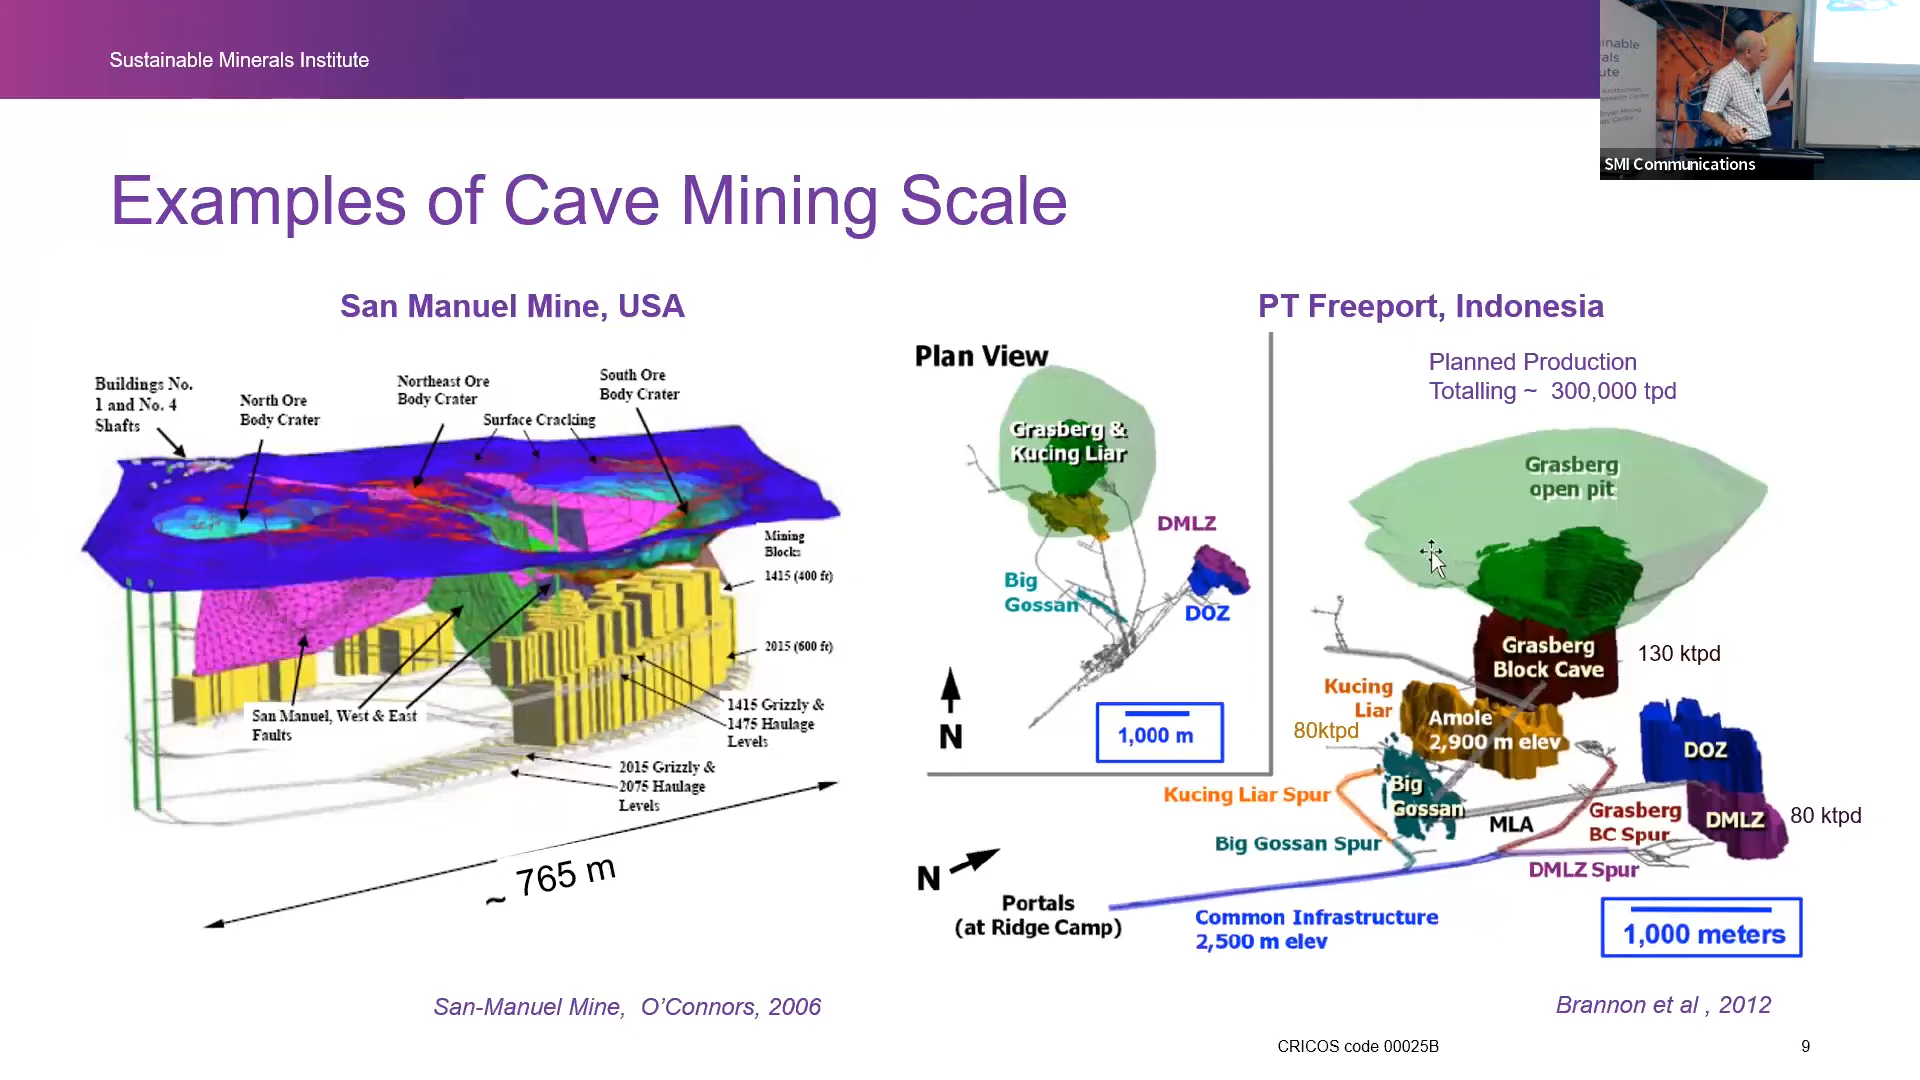 Sustainable Minerals Institute
SMI Communications
Examples of Cave Mining Scale
San Manuel Mine, USA
Buildings No.
1 and No. 4
Shafts
North Ore
Body Crater
Northeast Ore
Body Crater
Surface Cracking
South Ore
Body Crater
Mining
Blocks
1415 (400 ft)
2015 (600 ft)
San Manuel, West & East
Faults
1415 Grizzly &
1475 Haulage
Levels
2015 Grizzly &
2075 Haulage
Levels
~ 765 m
San-Manuel Mine, O’Connors, 2006
PT Freeport, Indonesia
Plan View
Grasberg &
Kucing Liar
DMLZ
Big
Gossan
DOZ
N
1,000 m
Planned Production
Totalling ~ 300,000 tpd
Grasberg
open pit
Grasberg
Block Cave
130 ktpd
Kucing
Liar
80ktpd
Amole
2,900 m elev
DOZ
Big
Gossan
Kucing Liar Spur
MLA
Grasberg
BC Spur
DMLZ
80 ktpd
Big Gossan Spur
DMLZ Spur
N
Portals
(at Ridge Camp)
Common Infrastructure
2,500 m elev
1,000 meters
Brannon et al , 2012
CRICOS code 00025B
9